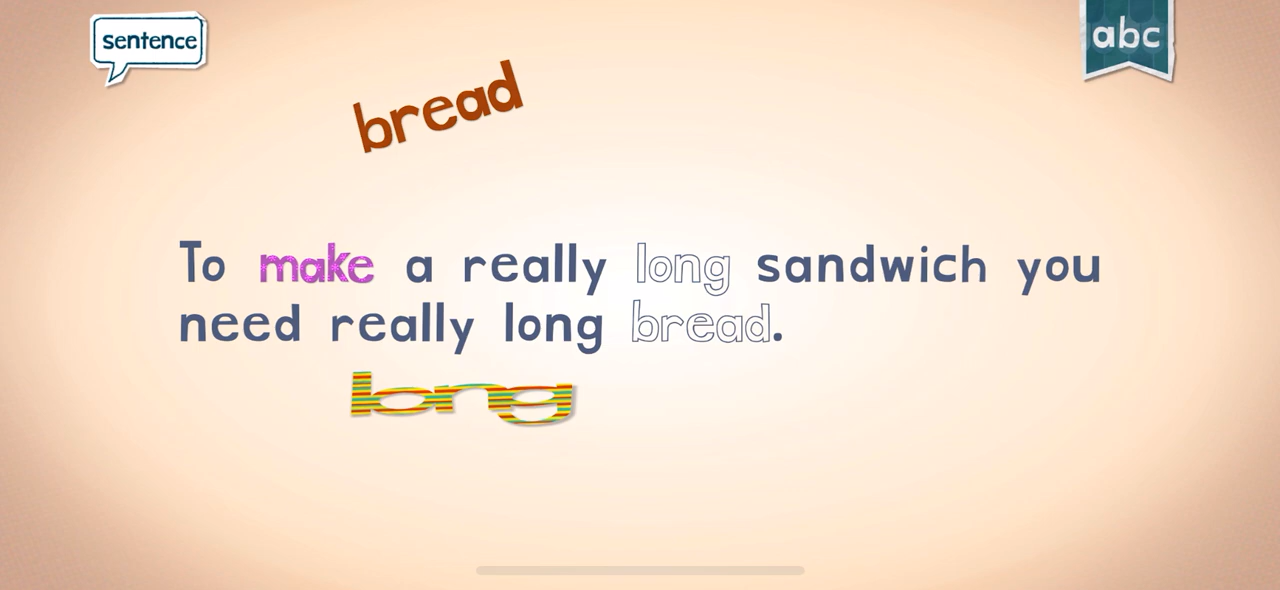 sentence
abc
bread
To make a really long sandwich you
need really long bread.
long